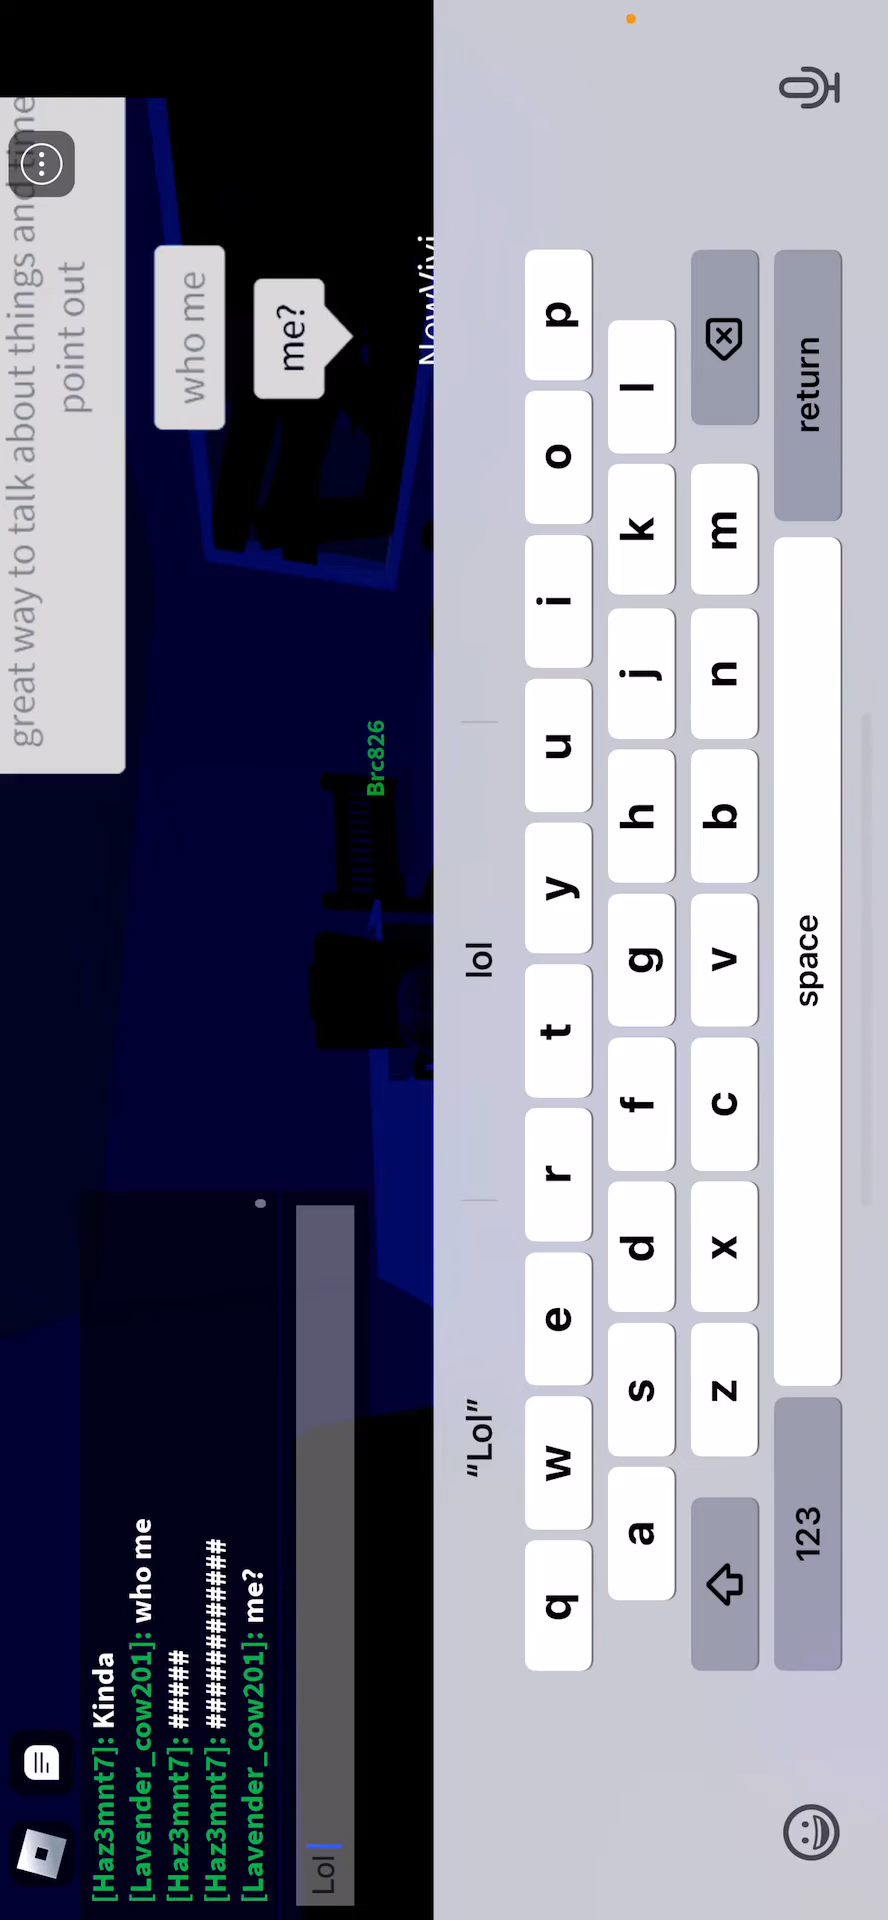 great way to talk about things and time
point out
who me
me?
NewVivi
Brc826
[Haz3mnt7]: Kinda
[Lavender_cow201]: who me
[Haz3mnt7]: #####
[Haz3mnt7]: #############
[Lavender_cow201]: me?
Lol
“Lol”
lol
q w e r t y u i o p
a s d f g h j k l
z x c v b n m
123
space
return